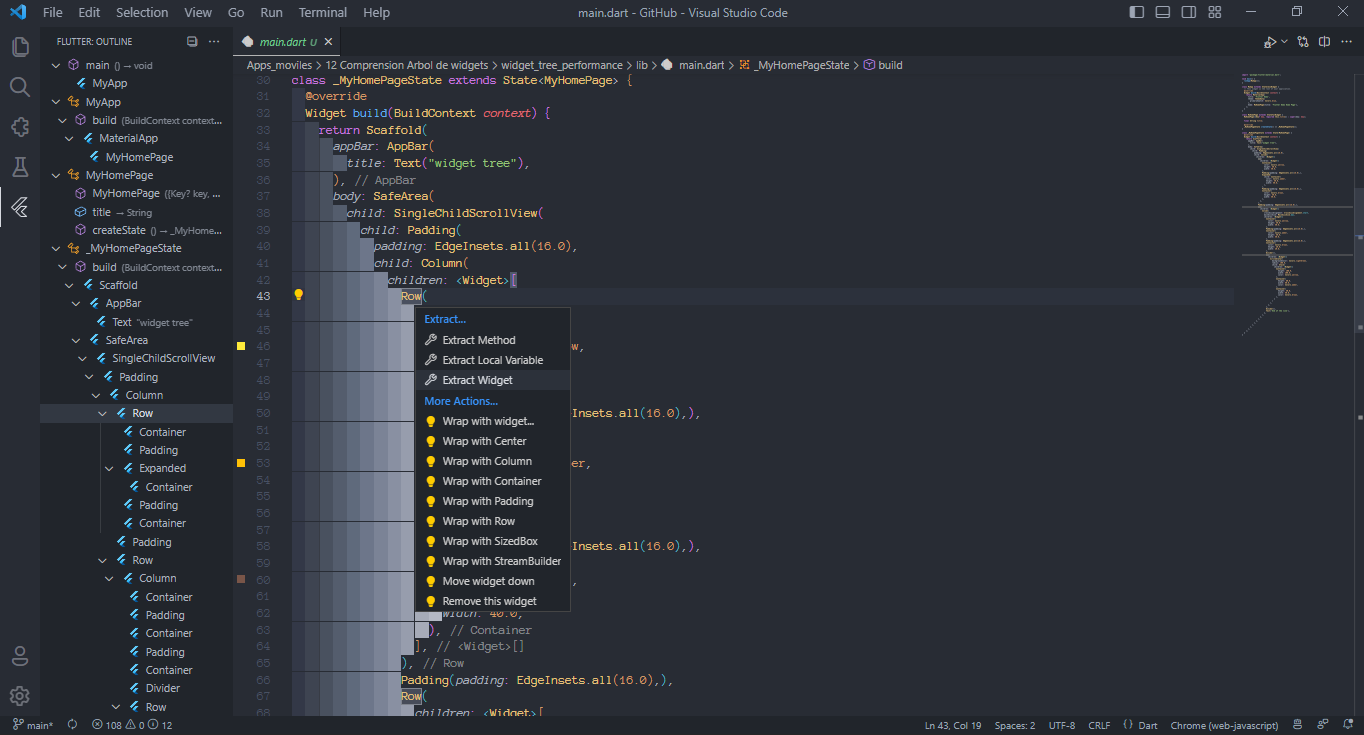 File Edit Selection View Go Run Terminal Help
main.dart - GitHub - Visual Studio Code
FLUTTER: OUTLINE
main () → void
MyApp
MyApp
build (BuildContext context...
MaterialApp
MyHomePage
MyHomePage
MyHomePage ({Key? key, ...
title → String
createState () → _MyHome...
_MyHomePageState
build (BuildContext context...
Scaffold
AppBar
Text "widget tree"
SafeArea
SingleChildScrollView
Padding
Column
Row
Container
Padding
Expanded
Container
Padding
Container
Padding
Row
Column
Container
Padding
Container
Padding
Container
Divider
Row
main.dart U
Apps_moviles > 12 Comprension Arbol de widgets > widget_tree_performance > lib > main.dart > _MyHomePageState > build
30 class _MyHomePageState extends State<MyHomePage> {
31 @override
32 Widget build(BuildContext context) {
33 return Scaffold(
34 appBar: AppBar(
35 title: Text("widget tree"),
36 ), // AppBar
37 body: SafeArea(
38 child: SingleChildScrollView(
39 child: Padding(
40 padding: EdgeInsets.all(16.0),
41 child: Column(
42 children: <Widget>[
43 Row(
44
45
46 w,
47
48
49
50 Insets.all(16.0),),
51
52
53 er,
54
55
56
57
58 Insets.all(16.0),),
59
60 ,
61
62 width: 40.0,
63 ), // Container
64 ], // <Widget>[]
65 ), // Row
66 Padding(padding: EdgeInsets.all(16.0),),
67 Row(
68 children: <Widget>[
Extract...
Extract Method
Extract Local Variable
Extract Widget
More Actions...
Wrap with widget...
Wrap with Center
Wrap with Column
Wrap with Container
Wrap with Padding
Wrap with Row
Wrap with SizedBox
Wrap with StreamBuilder
Move widget down
Remove this widget
main* 108 0 12
Ln 43, Col 19 Spaces: 2 UTF-8 CRLF { } Dart Chrome (web-javascript)